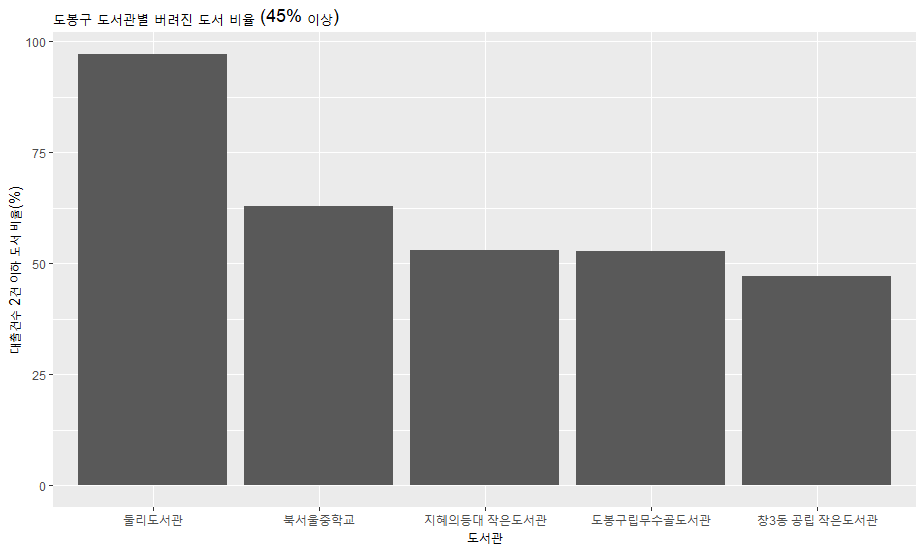 도봉구 도서관별 버려진 도서 비율 (45% 이상)
대출건수 2건 이하 도서 비율(%)
100
75
50
25
0
둘리도서관
북서울중학교
지혜의등대 작은도서관
도봉구립무수골도서관
창3동 공립 작은도서관
도서관